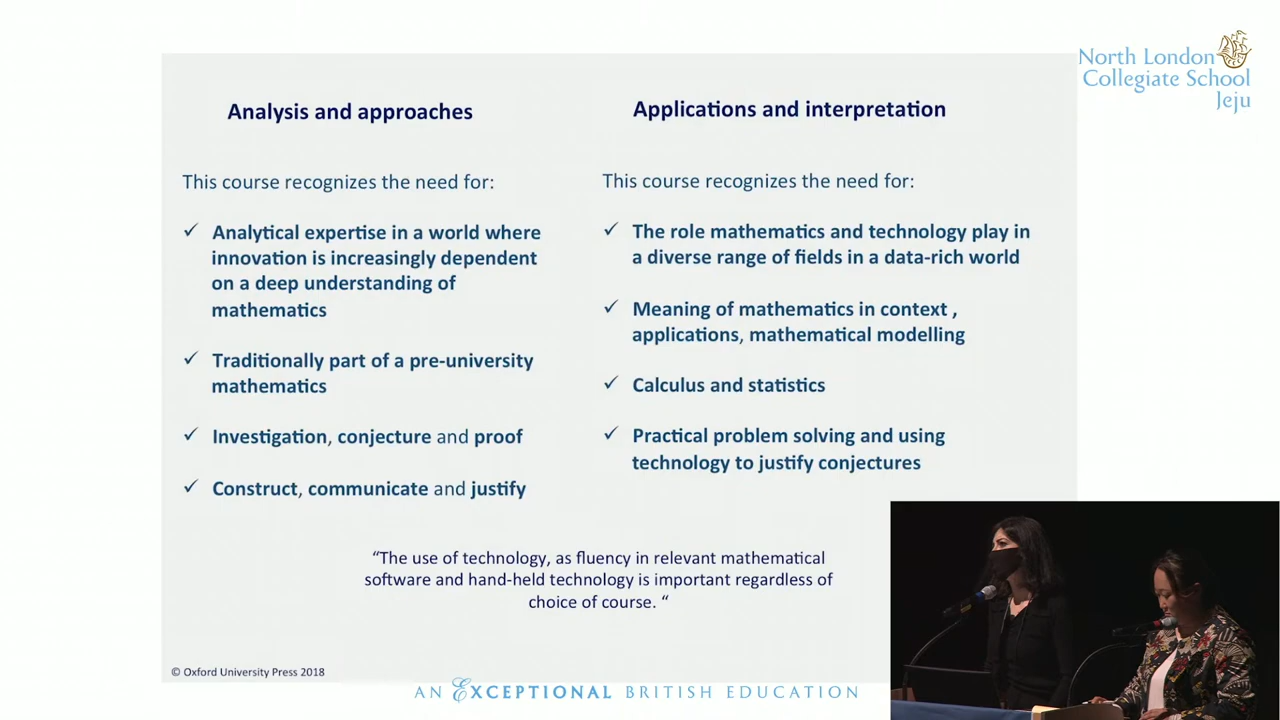 North London
Collegiate School
Jeju
Analysis and approaches
This course recognizes the need for:
✓ Analytical expertise in a world where
innovation is increasingly dependent
on a deep understanding of
mathematics
✓ Traditionally part of a pre-university
mathematics
✓ Investigation, conjecture and proof
✓ Construct, communicate and justify
Applications and interpretation
This course recognizes the need for:
✓ The role mathematics and technology play in
a diverse range of fields in a data-rich world
✓ Meaning of mathematics in context ,
applications, mathematical modelling
✓ Calculus and statistics
✓ Practical problem solving and using
technology to justify conjectures
“The use of technology, as fluency in relevant mathematical
software and hand-held technology is important regardless of
choice of course. “
© Oxford University Press 2018
AN EXCEPTIONAL BRITISH EDUCATION